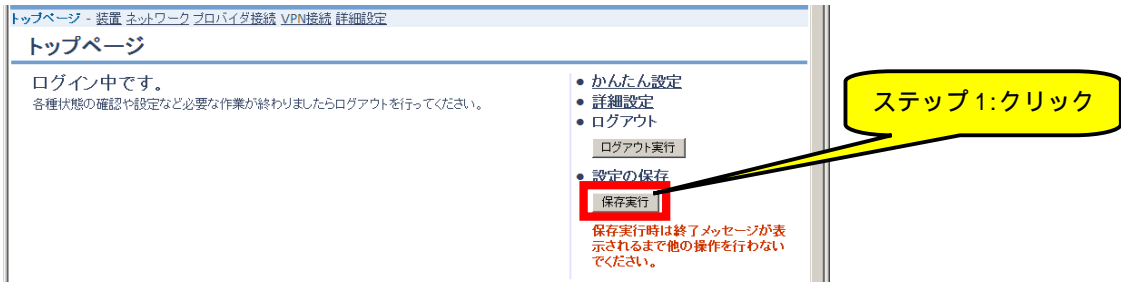 トップページ - 装置 ネットワーク プロバイダ接続 VPN接続 詳細設定
トップページ
ログイン中です。
各種状態の確認や設定など必要な作業が終わりましたらログアウトを行ってください。
● かんたん設定
● 詳細設定
● ログアウト
ログアウト実行
● 設定の保存
保存実行
保存実行時は終了メッセージが表
示されるまで他の操作を行わない
でください。
ステップ1:クリック